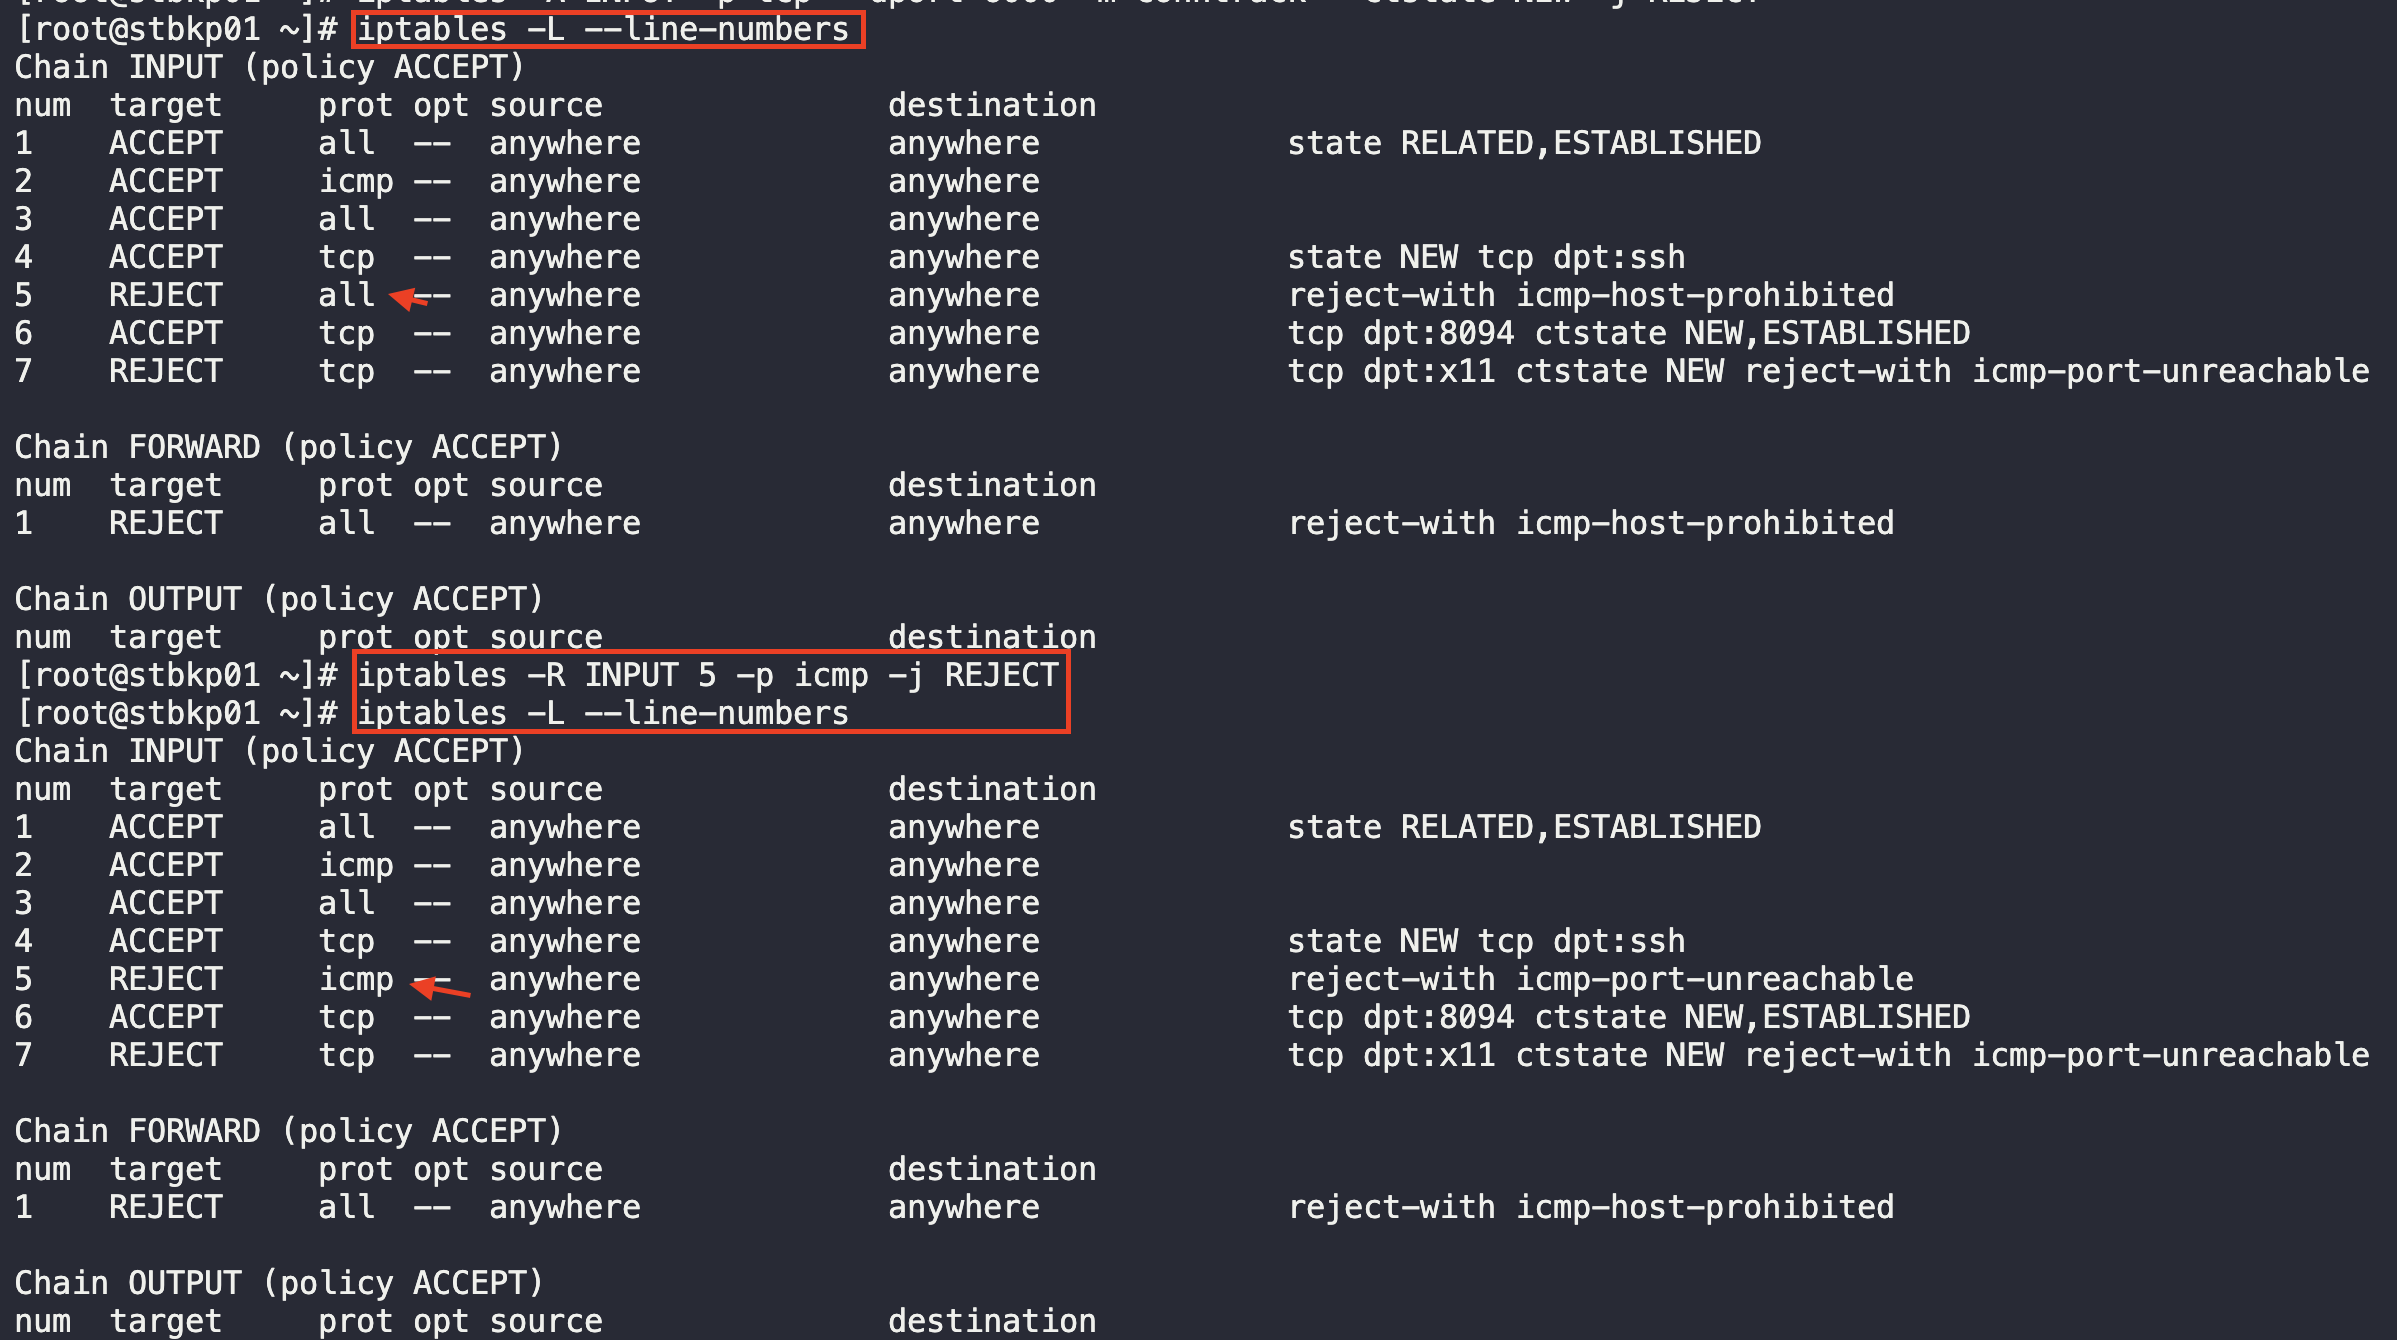 [root@stbkp01 ~]# iptables -L --line-numbers
Chain INPUT (policy ACCEPT)
num  target     prot opt source               destination
1    ACCEPT     all  --  anywhere             anywhere             state RELATED,ESTABLISHED
2    ACCEPT     icmp --  anywhere             anywhere
3    ACCEPT     all  --  anywhere             anywhere
4    ACCEPT     tcp  --  anywhere             anywhere             state NEW tcp dpt:ssh
5    REJECT     all  --  anywhere             anywhere             reject-with icmp-host-prohibited
6    ACCEPT     tcp  --  anywhere             anywhere             tcp dpt:8094 ctstate NEW,ESTABLISHED
7    REJECT     tcp  --  anywhere             anywhere             tcp dpt:x11 ctstate NEW reject-with icmp-port-unreachable
Chain FORWARD (policy ACCEPT)
num  target     prot opt source               destination
1    REJECT     all  --  anywhere             anywhere             reject-with icmp-host-prohibited
Chain OUTPUT (policy ACCEPT)
num  target     prot opt source               destination
[root@stbkp01 ~]# iptables -R INPUT 5 -p icmp -j REJECT
[root@stbkp01 ~]# iptables -L --line-numbers
Chain INPUT (policy ACCEPT)
num  target     prot opt source               destination
1    ACCEPT     all  --  anywhere             anywhere             state RELATED,ESTABLISHED
2    ACCEPT     icmp --  anywhere             anywhere
3    ACCEPT     all  --  anywhere             anywhere
4    ACCEPT     tcp  --  anywhere             anywhere             state NEW tcp dpt:ssh
5    REJECT     icmp --  anywhere             anywhere             reject-with icmp-port-unreachable
6    ACCEPT     tcp  --  anywhere             anywhere             tcp dpt:8094 ctstate NEW,ESTABLISHED
7    REJECT     tcp  --  anywhere             anywhere             tcp dpt:x11 ctstate NEW reject-with icmp-port-unreachable
Chain FORWARD (policy ACCEPT)
num  target     prot opt source               destination
1    REJECT     all  --  anywhere             anywhere             reject-with icmp-host-prohibited
Chain OUTPUT (policy ACCEPT)
num  target     prot opt source               destination